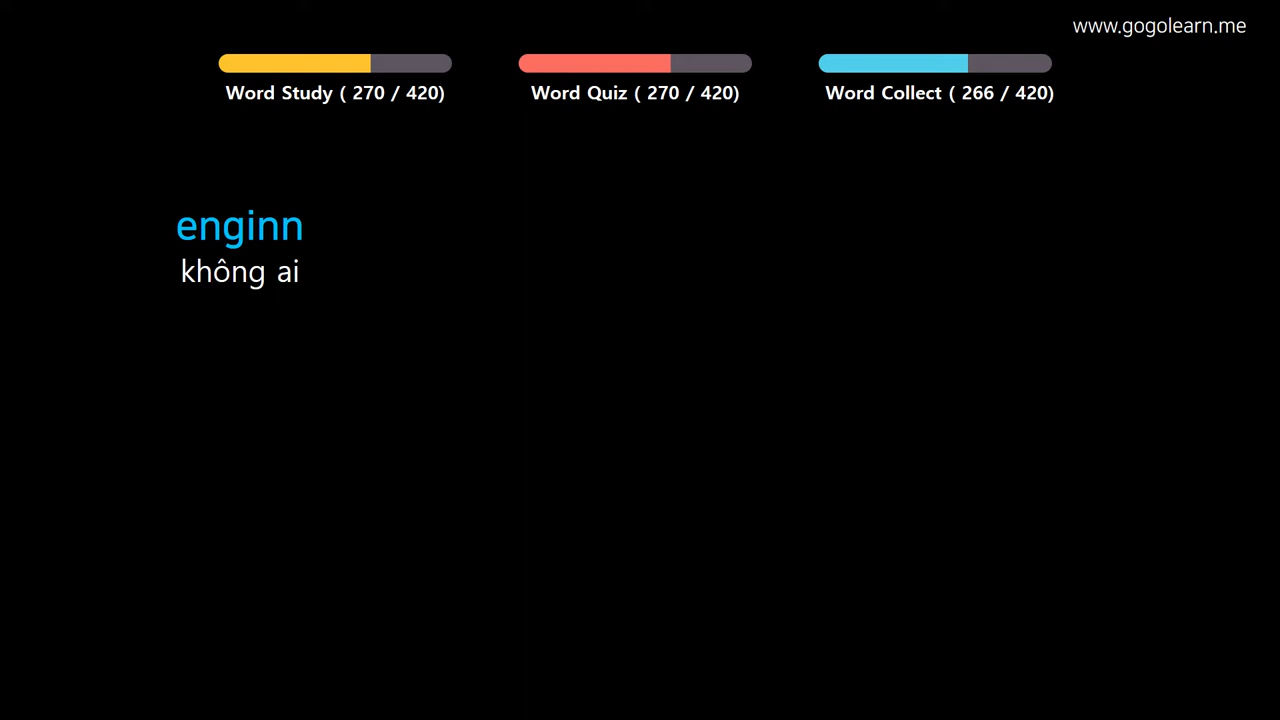 www.gogolearn.me
Word Study ( 270 / 420)
Word Quiz ( 270 / 420)
Word Collect ( 266 / 420)
enginn
không ai